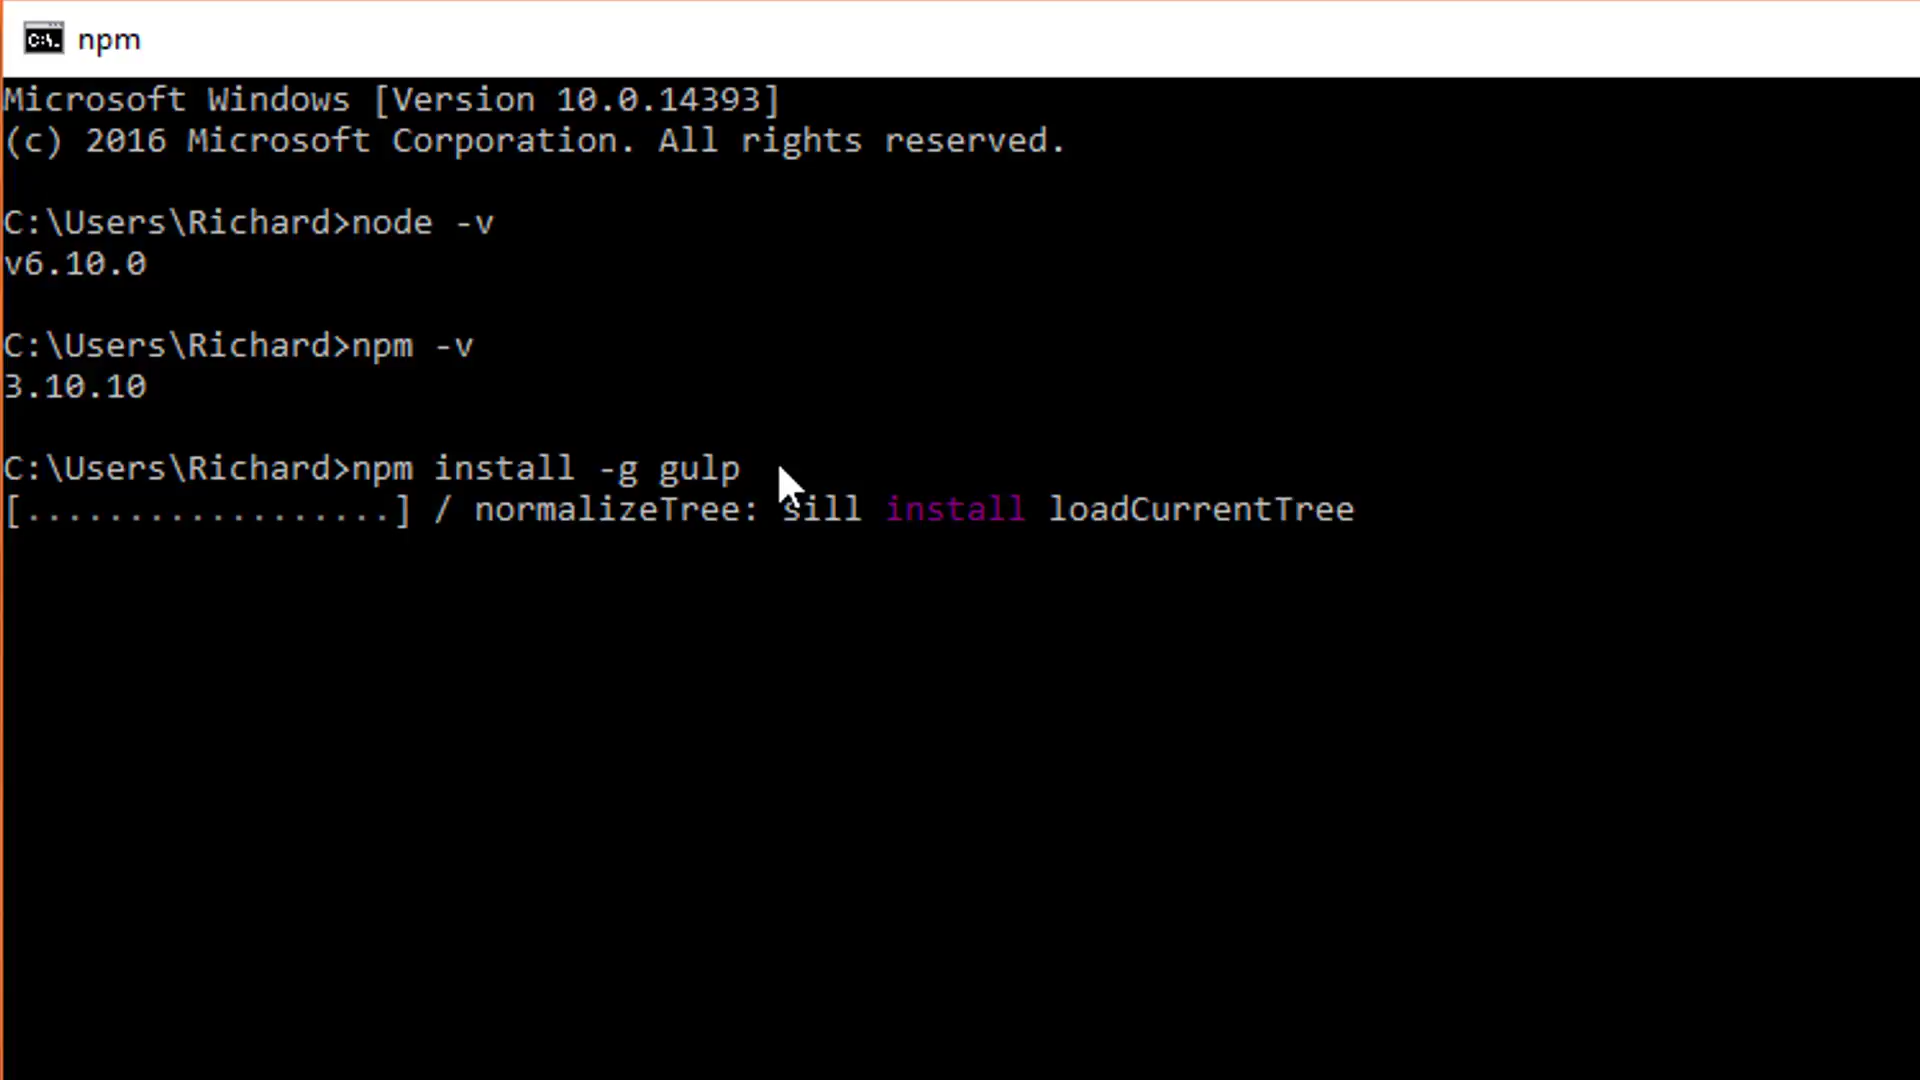 npm
Microsoft Windows [Version 10.0.14393]
(c) 2016 Microsoft Corporation. All rights reserved.
C:\Users\Richard>node -v
v6.10.0
C:\Users\Richard>npm -v
3.10.10
C:\Users\Richard>npm install -g gulp
[..................] / normalizeTree: sill install loadCurrentTree